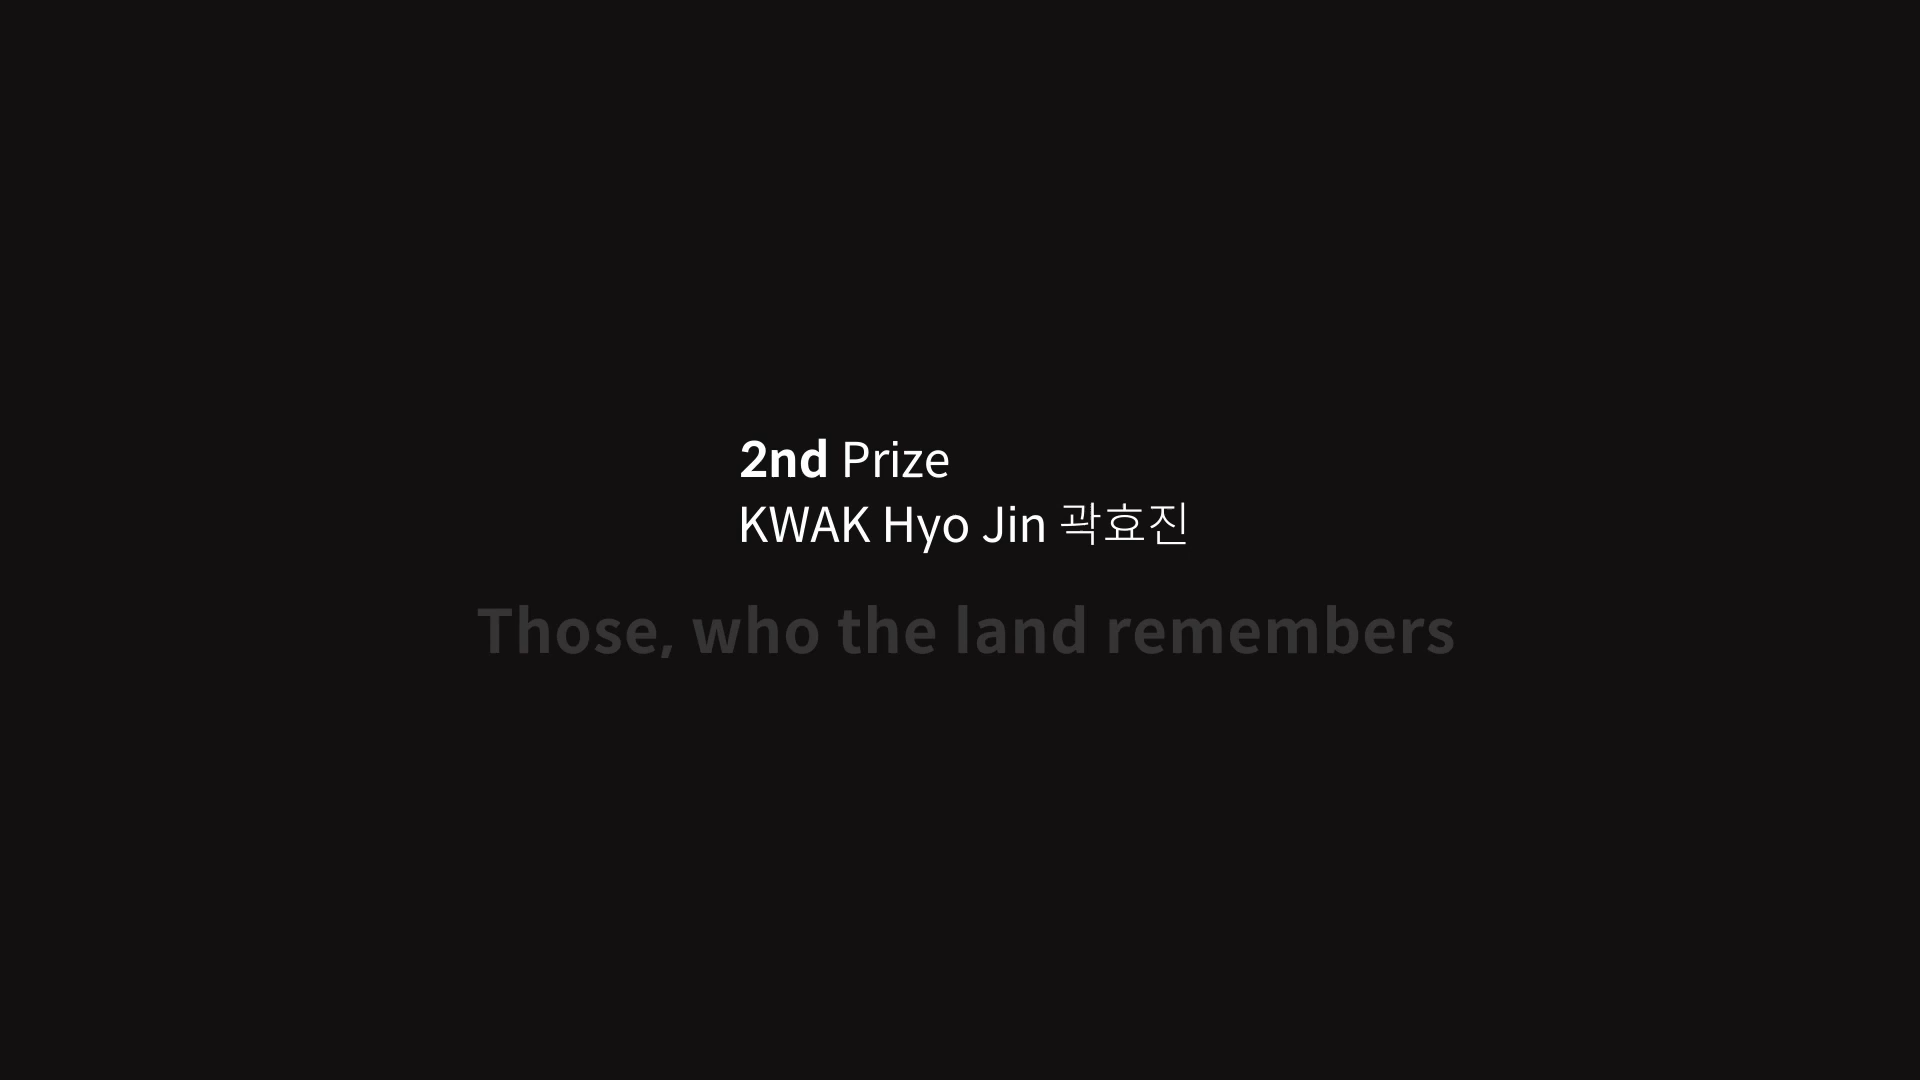 2nd Prize
KWAK Hyo Jin 곽효진
Those, who the land remembers